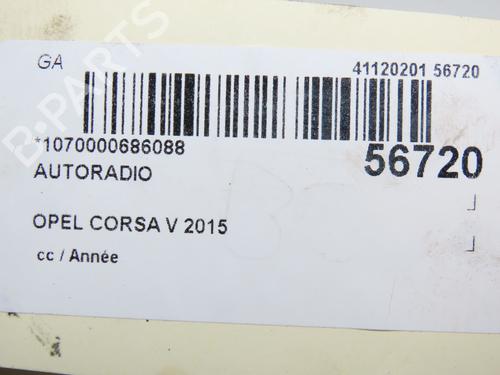 GA
41120201 56720
*1070000686088
56720
AUTORADIO
OPEL CORSA V 2015
cc / Année